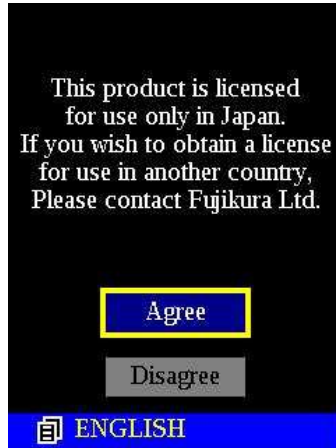 This product is licensed
for use only in Japan.
If you wish to obtain a license
for use in another country,
Please contact Fujikura Ltd.
Agree
Disagree
ENGLISH